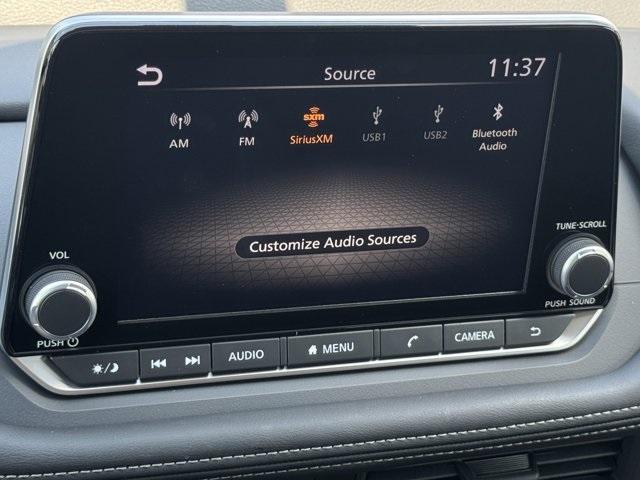 Source 11:37
AM FM sxm SiriusXM USB1 USB2 Bluetooth Audio
Customize Audio Sources
VOL
TUNE•SCROLL
PUSH
PUSH SOUND
AUDIO MENU CAMERA